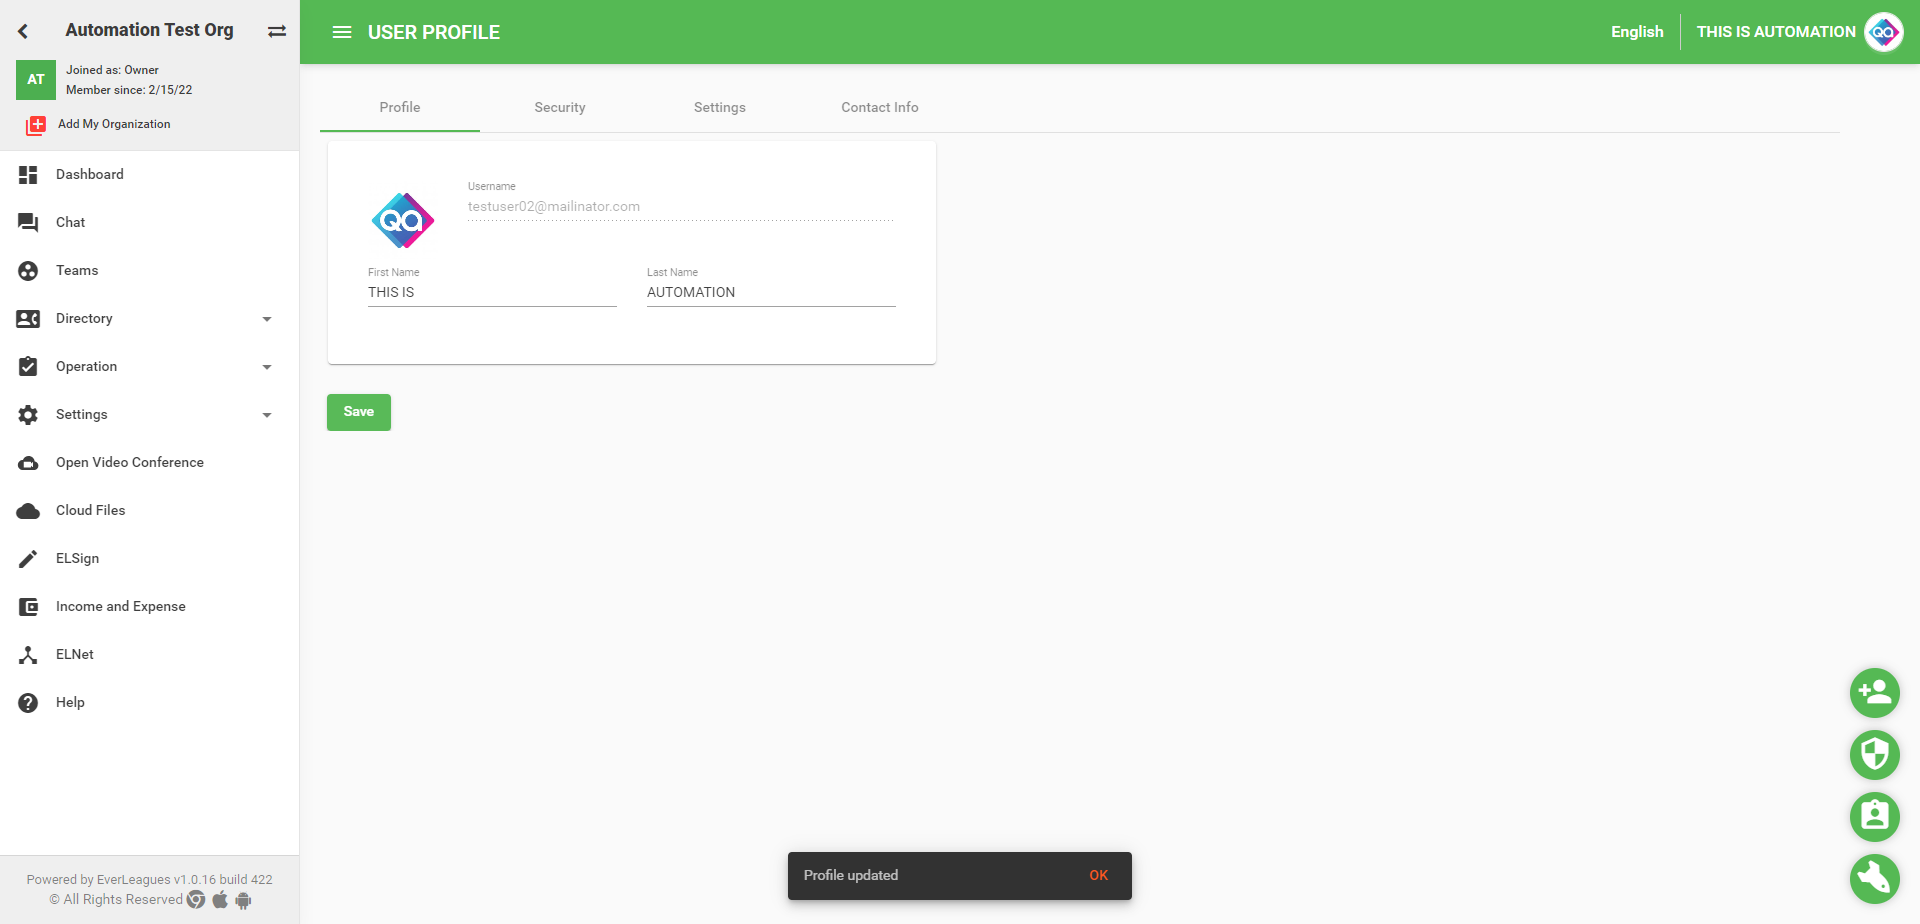 Automation Test Org
AT
Joined as: Owner
Member since: 2/15/22
Add My Organization
Dashboard
Chat
Teams
Directory
Operation
Settings
Open Video Conference
Cloud Files
ELSign
Income and Expense
ELNet
Help
Powered by EverLeagues v1.0.16 build 422
© All Rights Reserved
USER PROFILE
English
THIS IS AUTOMATION
QA
Profile
Security
Settings
Contact Info
QA
Username
testuser02@mailinator.com
First Name
THIS IS
Last Name
AUTOMATION
Save
Profile updated
OK